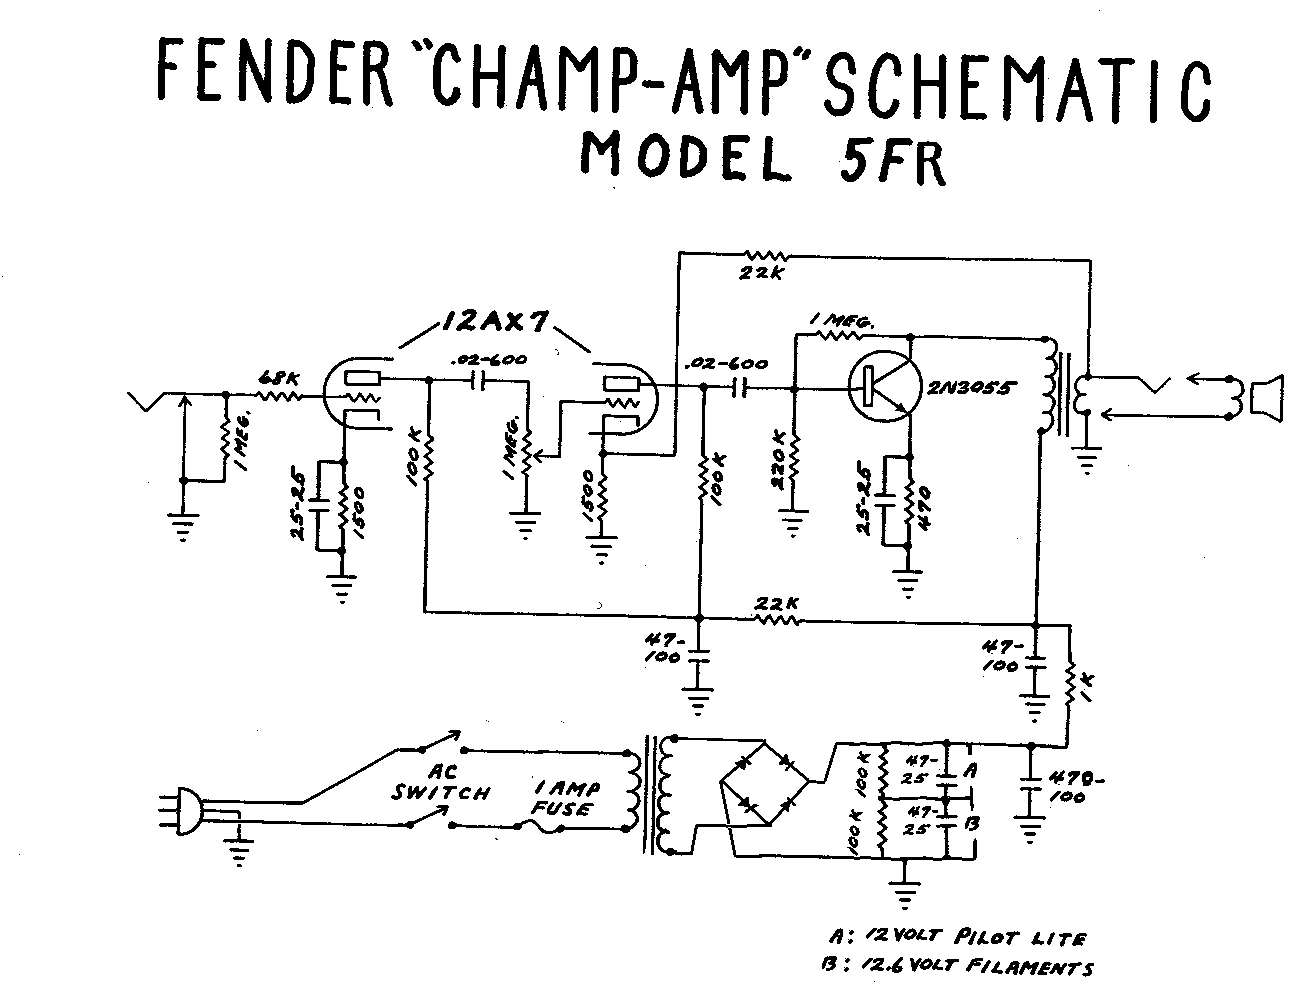 FENDER "CHAMP-AMP" SCHEMATIC
MODEL 5FR
22K
12AX7
1 MEG.
.02-600
.02-600
68K
2N3055
1 MEG.
100K
1 MEG.
100K
220K
25-25
1500
1500
25-25
470
22K
47-
100
47-
100
1K
AC
SWITCH
1 AMP
FUSE
100K
100K
47-
25
A
47-
25
B
470-
100
A: 12 VOLT PILOT LITE
B: 12.6 VOLT FILAMENTS